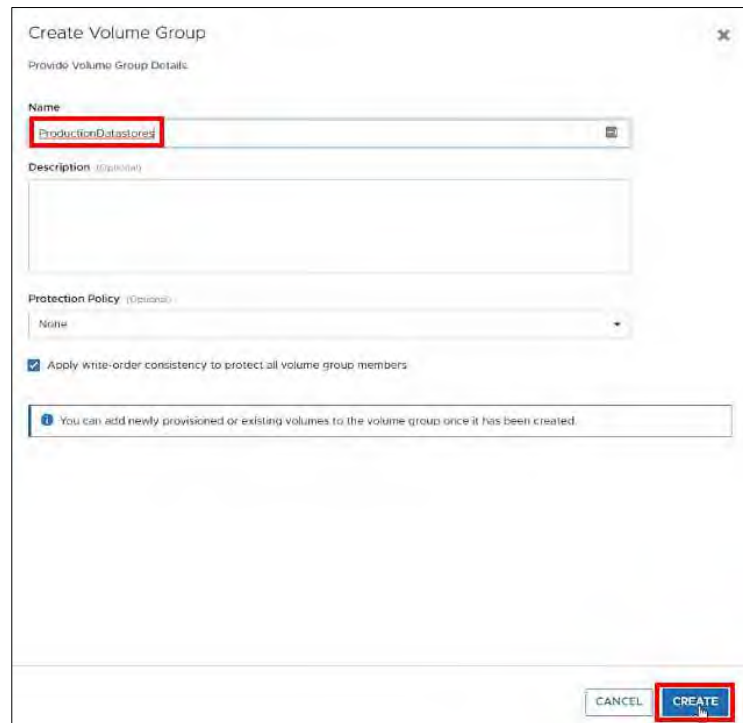 Create Volume Group
Provide Volume Group Details
Name
ProductionDatastores
Description (Optional)
Protection Policy (Optional)
None
Apply write-order consistency to protect all volume group members
You can add newly provisioned or existing volumes to the volume group once it has been created.
CANCEL
CREATE